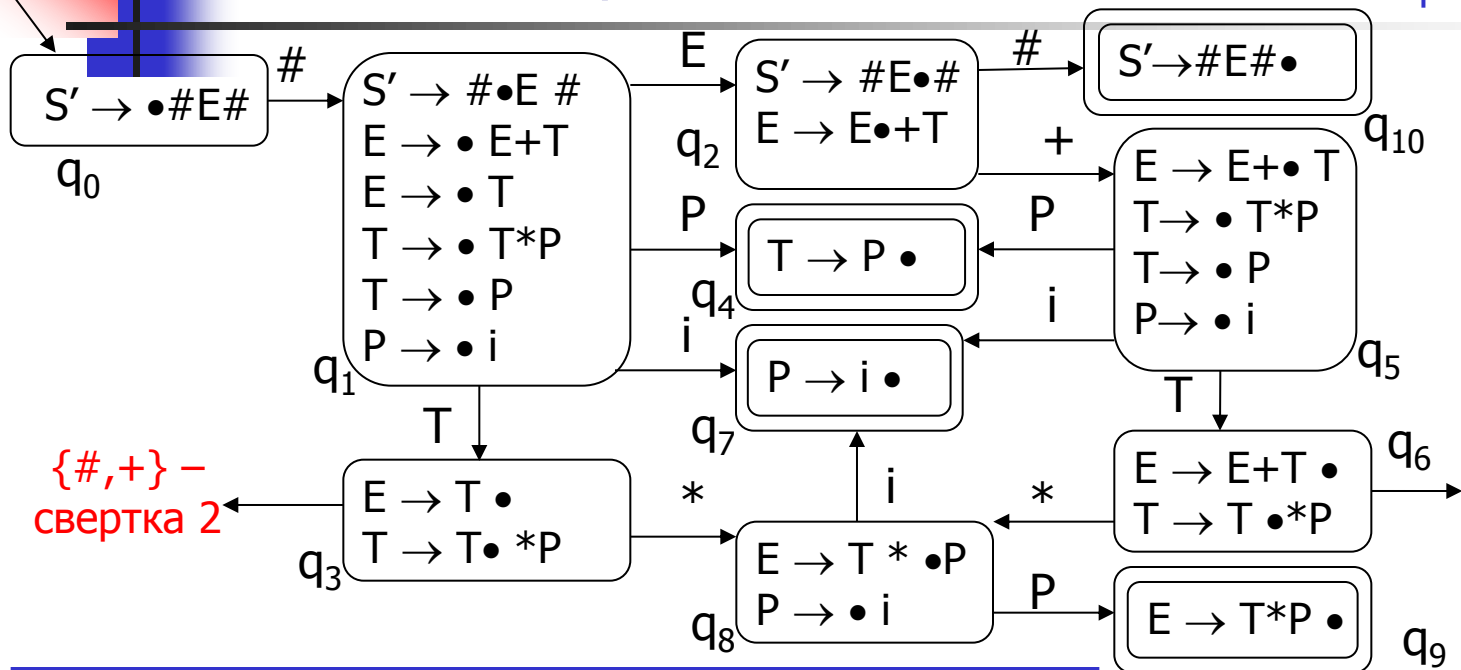 #
S′ → •#E#
q0
S′ → #•E #
E → • E+T
E → • T
T → • T*P
T → • P
P → • i
q1
E
S′ → #E•#
E → E•+T
q2
#
S′→#E#•
q10
+
E → E+• T
T→ • T*P
T→ • P
P→ • i
q5
P
T → P •
q4
P
i
P → i •
q7
i
T
{#,+} –
свертка 2
E → T •
T → T• *P
q3
*
i
E → T * •P
P → • i
q8
*
T
E → E+T •
T → T •*P
q6
P
E → T*P •
q9